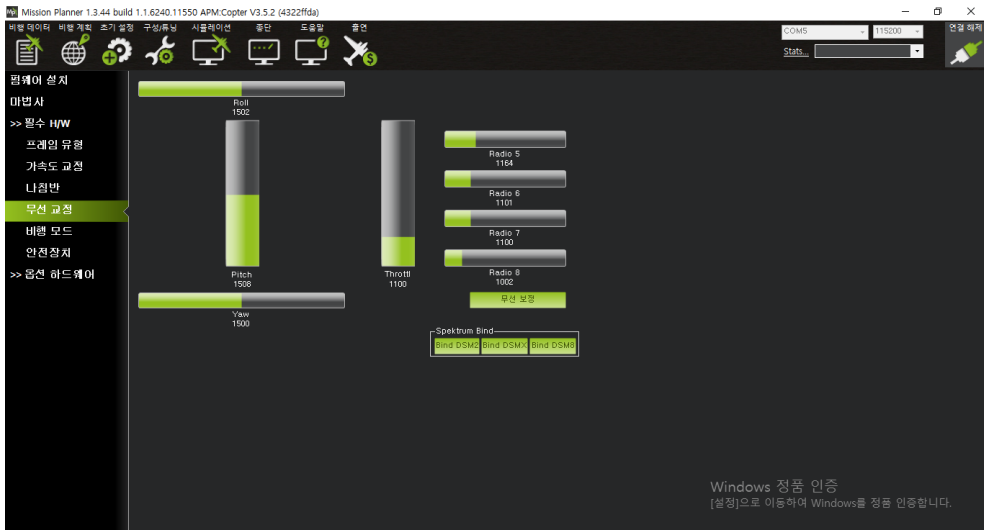 Mission Planner 1.3.44 build 1.1.6240.11550 APM:Copter V3.5.2 (4322ffda)
비행 데이터 비행 계획 초기 설정 구성/튜닝 시뮬레이션 종단 도움말 출연
COM5 115200 연결 해제
Stats...
펌웨어 설치
마법사
>> 필수 H/W
프레임 유형
가속도 교정
나침반
무선 교정
비행 모드
안전장치
>> 옵션 하드웨어
Roll
1502
Pitch
1508
Throttl
1100
Yaw
1500
Radio 5
1164
Radio 6
1101
Radio 7
1100
Radio 8
1002
무선 보정
Spektrum Bind
Bind DSM2 Bind DSMX Bind DSM8
Windows 정품 인증
[설정]으로 이동하여 Windows를 정품 인증합니다.